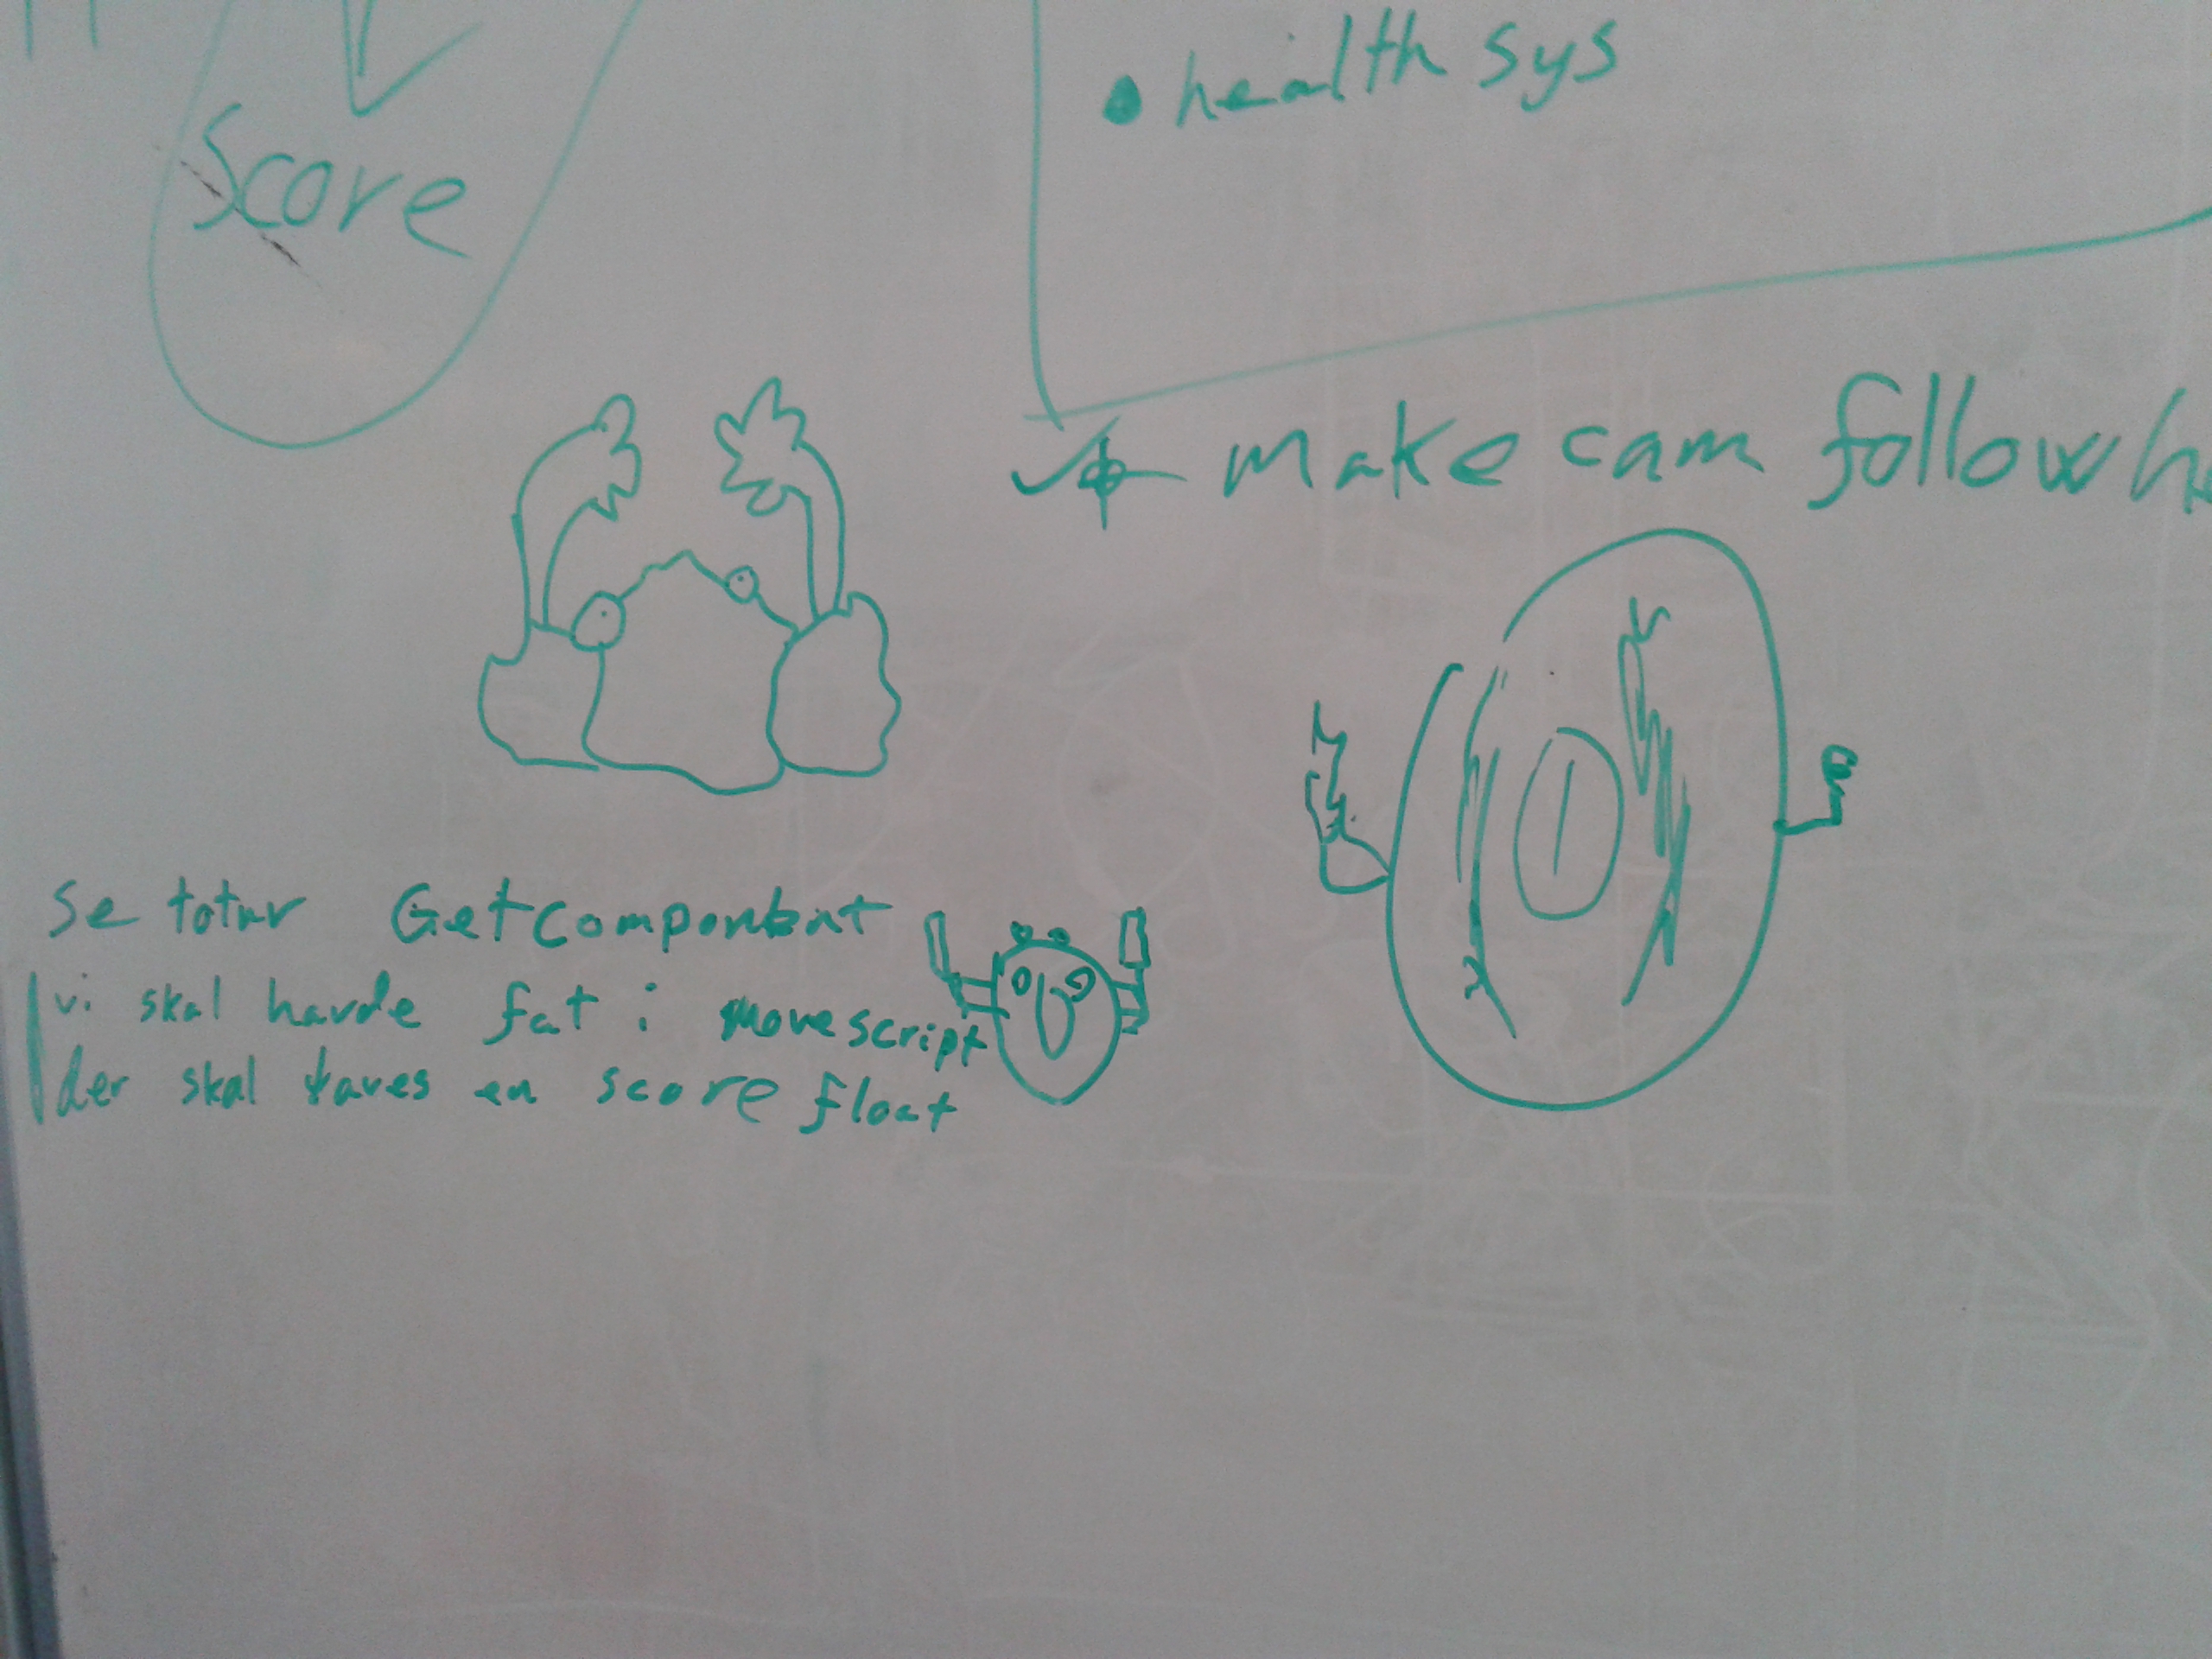 health sys
Score
make cam follow
Se totur GetComponent
vi skal havde fat i movescript
der skal laves en score float